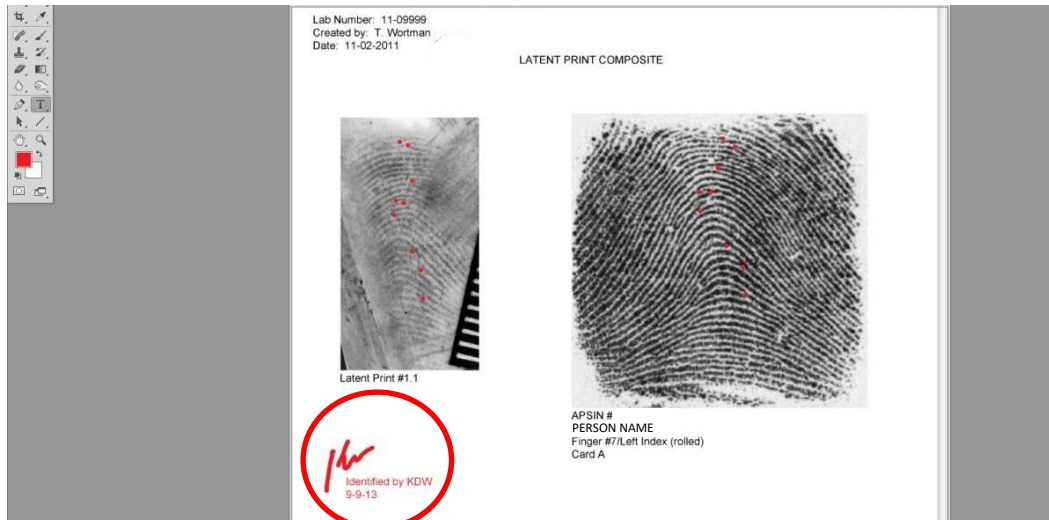 Lab Number: 11-09999
Created by: T. Wortman
Date: 11-02-2011
LATENT PRINT COMPOSITE
Latent Print #1.1
APSIN #
PERSON NAME
Finger #7/Left Index (rolled)
Card A
Identified by KDW
9-9-13